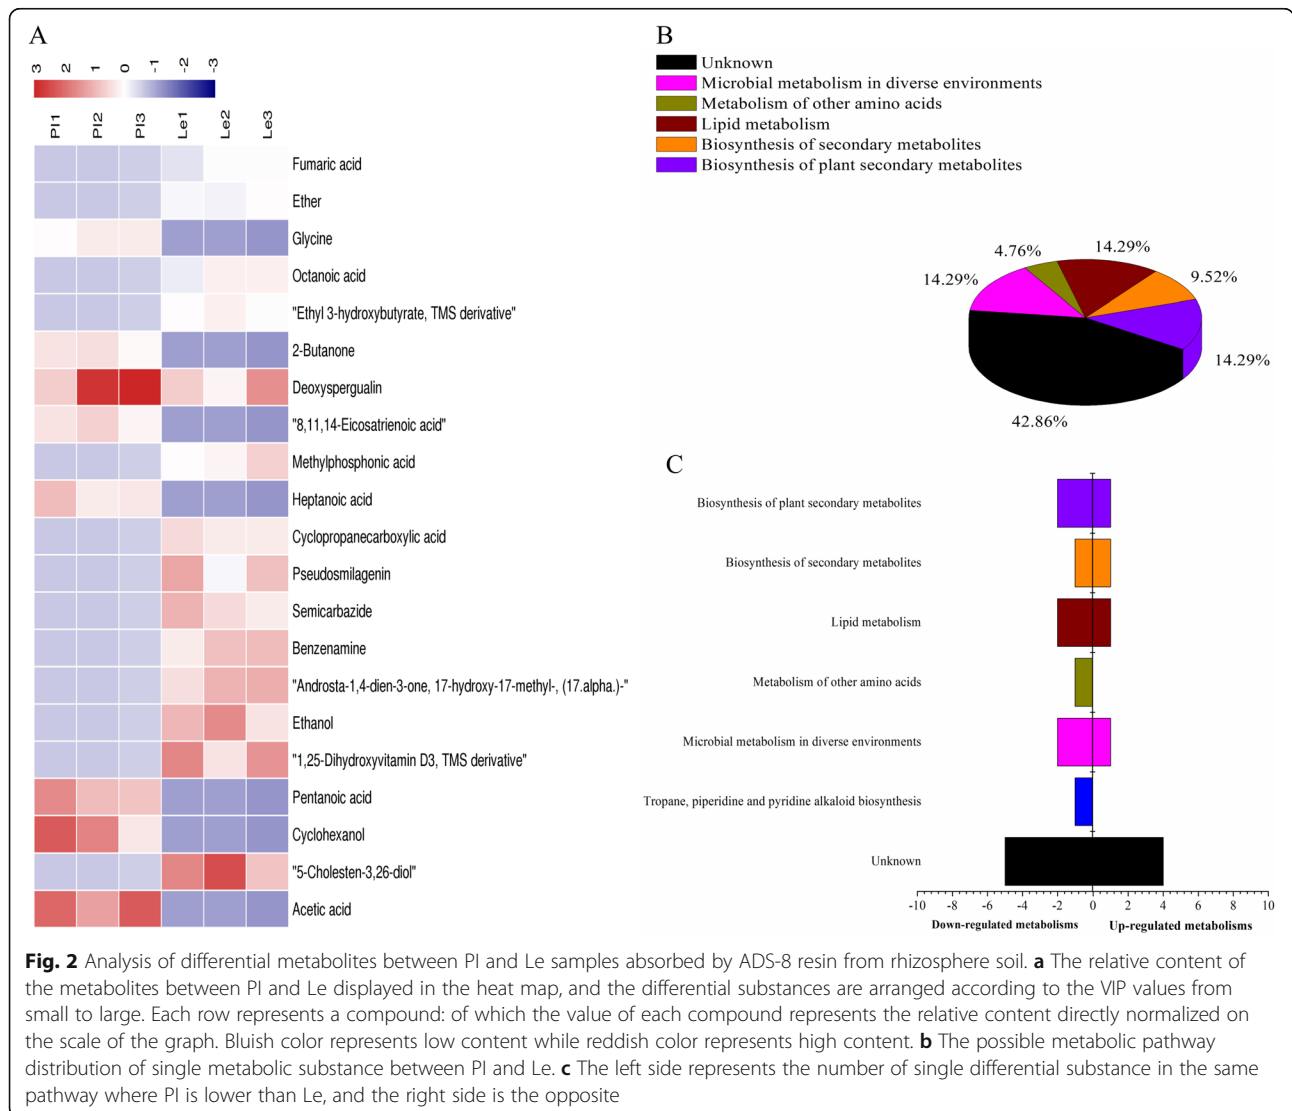 A
3 2 1 0 -1 -2 -3
PI1 PI2 PI3 Le1 Le2 Le3
Fumaric acid
Ether
Glycine
Octanoic acid
"Ethyl 3-hydroxybutyrate, TMS derivative"
2-Butanone
Deoxyspergualin
"8,11,14-Eicosatrienoic acid"
Methylphosphonic acid
Heptanoic acid
Cyclopropanecarboxylic acid
Pseudosmilagenin
Semicarbazide
Benzenamine
"Androsta-1,4-dien-3-one, 17-hydroxy-17-methyl-, (17.alpha.)-"
Ethanol
"1,25-Dihydroxyvitamin D3, TMS derivative"
Pentanoic acid
Cyclohexanol
"5-Cholesten-3,26-diol"
Acetic acid
B
Unknown
Microbial metabolism in diverse environments
Metabolism of other amino acids
Lipid metabolism
Biosynthesis of secondary metabolites
Biosynthesis of plant secondary metabolites
4.76%
14.29%
14.29%
9.52%
14.29%
42.86%
C
Biosynthesis of plant secondary metabolites
Biosynthesis of secondary metabolites
Lipid metabolism
Metabolism of other amino acids
Microbial metabolism in diverse environments
Tropane, piperidine and pyridine alkaloid biosynthesis
Unknown
-10 -8 -6 -4 -2 0 2 4 6 8 10
Down-regulated metabolisms Up-regulated metabolisms
Fig. 2 Analysis of differential metabolites between PI and Le samples absorbed by ADS-8 resin from rhizosphere soil. a The relative content of
the metabolites between PI and Le displayed in the heat map, and the differential substances are arranged according to the VIP values from
small to large. Each row represents a compound: of which the value of each compound represents the relative content directly normalized on
the scale of the graph. Bluish color represents low content while reddish color represents high content. b The possible metabolic pathway
distribution of single metabolic substance between PI and Le. c The left side represents the number of single differential substance in the same
pathway where PI is lower than Le, and the right side is the opposite